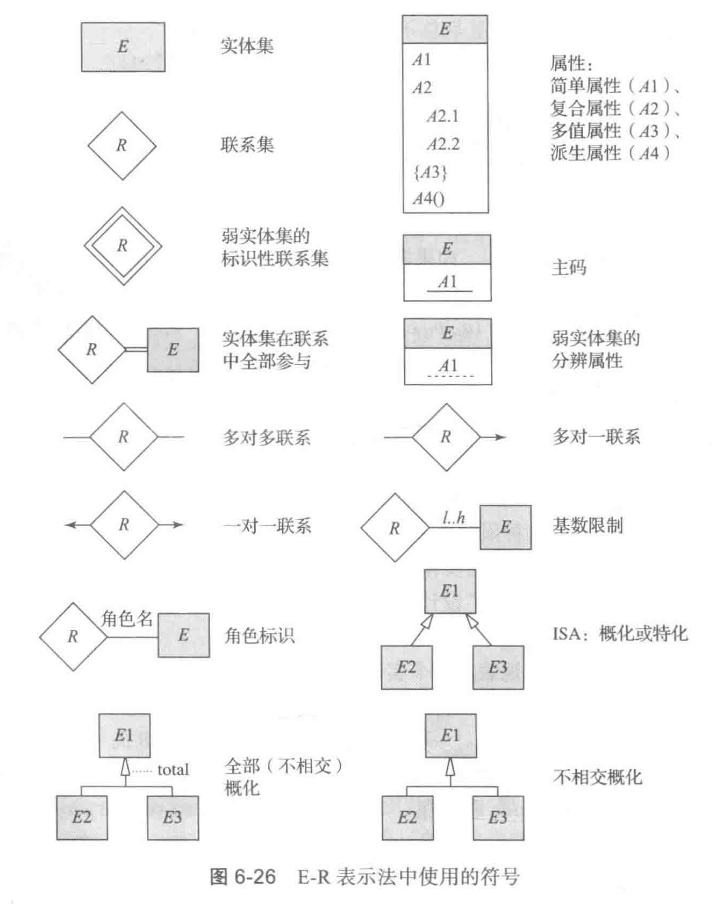 E
实体集
E
A1
A2
A2.1
A2.2
{A3}
A4()
属性：
简单属性（A1）、
复合属性（A2）、
多值属性（A3）、
派生属性（A4）
R
联系集
R
弱实体集的
标识性联系集
E
A1
主码
R
E
实体集在联系
中全部参与
E
A1
弱实体集的
分辨属性
R
多对多联系
R
多对一联系
R
一对一联系
R
l..h
E
基数限制
R
角色名
E
角色标识
E1
E2
E3
ISA：概化或特化
E1
total
E2
E3
全部（不相交）
概化
E1
E2
E3
不相交概化
图 6-26 E-R 表示法中使用的符号